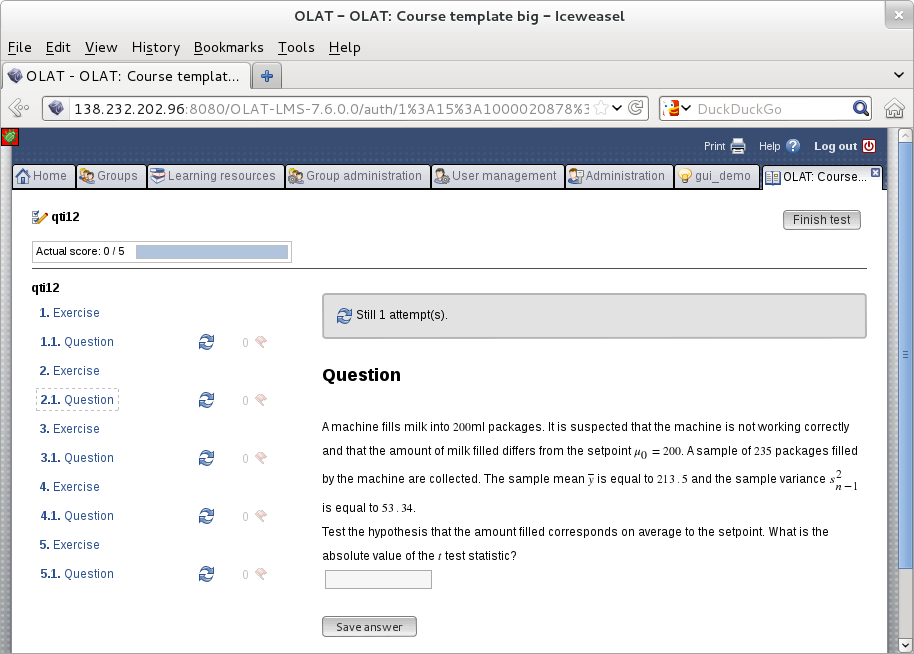 OLAT - OLAT: Course template big - Iceweasel
File Edit View History Bookmarks Tools Help
OLAT - OLAT: Course templat...
138.232.202.96:8080/OLAT-LMS-7.6.0.0/auth/1%3A15%3A1000020878%3 DuckDuckGo
Print Help ? Log out
Home Groups Learning resources Group administration User management Administration gui_demo OLAT: Course...
qti12 Finish test
Actual score: 0 / 5
qti12
1. Exercise
1.1. Question 0
2. Exercise
2.1. Question 0
3. Exercise
3.1. Question 0
4. Exercise
4.1. Question 0
5. Exercise
5.1. Question 0
Still 1 attempt(s).
Question
A machine fills milk into 200ml packages. It is suspected that the machine is not working correctly
and that the amount of milk filled differs from the setpoint μ₀ = 200. A sample of 235 packages filled
by the machine are collected. The sample mean ȳ is equal to 213.5 and the sample variance s²ₙ₋₁
is equal to 53.34.
Test the hypothesis that the amount filled corresponds on average to the setpoint. What is the
absolute value of the t test statistic?
Save answer